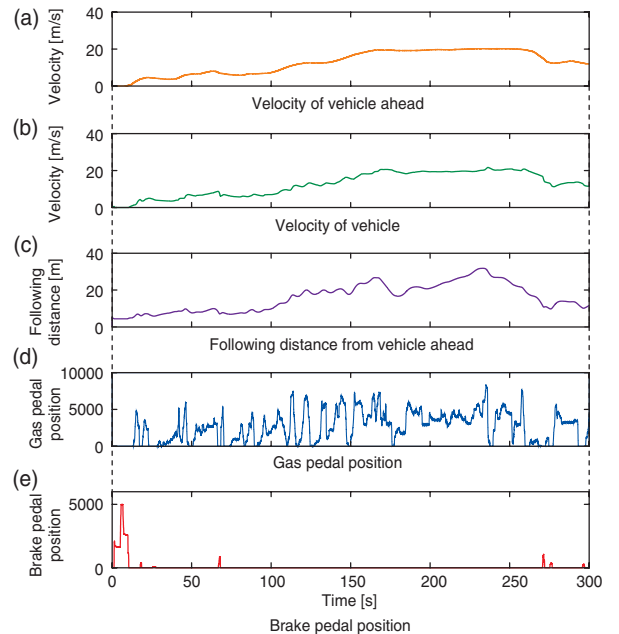 (a)
Velocity [m/s]
40
20
0
Velocity of vehicle ahead
(b)
Velocity [m/s]
40
20
0
Velocity of vehicle
(c)
Following
distance [m]
40
20
0
Following distance from vehicle ahead
(d)
Gas pedal
position
10000
5000
0
Gas pedal position
(e)
Brake pedal
position
5000
0
0 50 100 150 200 250 300
Time [s]
Brake pedal position